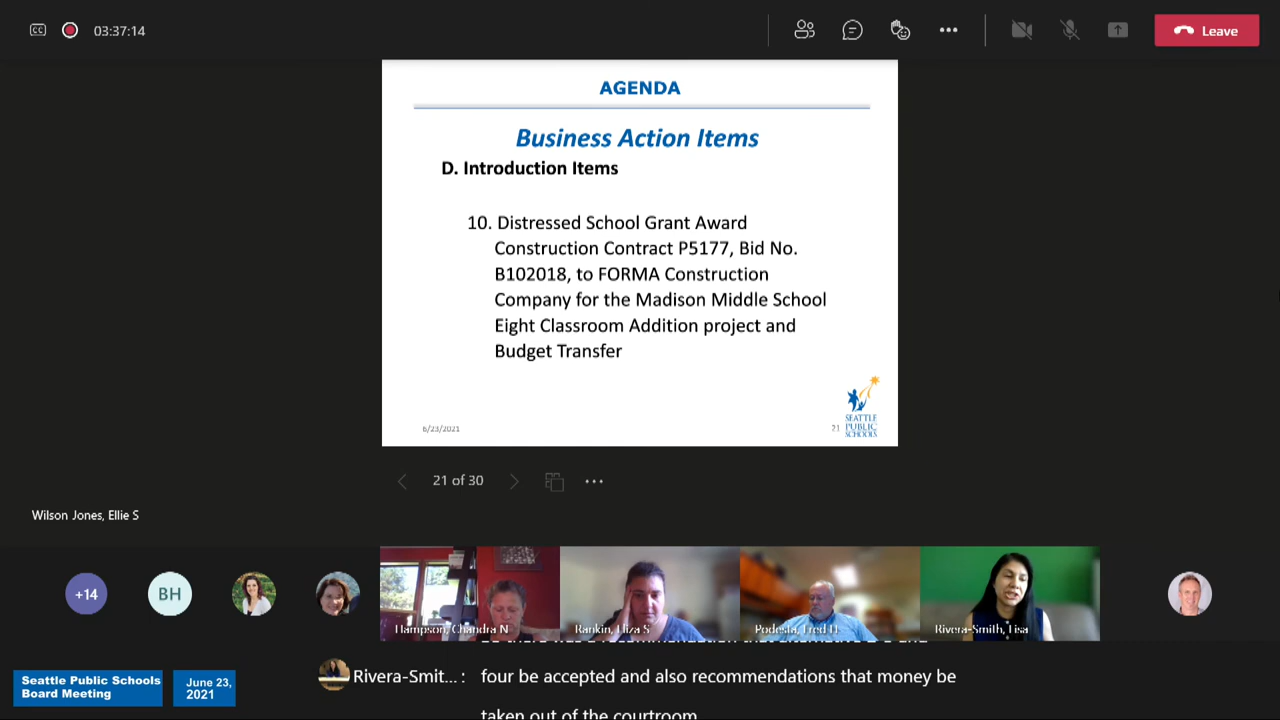 CC
03:37:14
Leave
AGENDA
Business Action Items
D. Introduction Items
10. Distressed School Grant Award
Construction Contract P5177, Bid No.
B102018, to FORMA Construction
Company for the Madison Middle School
Eight Classroom Addition project and
Budget Transfer
6/23/2021
21
SEATTLE
PUBLIC
SCHOOLS
21 of 30
Wilson Jones, Ellie S
+14
BH
Hampson, Chandra N
Rankin, Liza S
Podesta, Fred H
Rivera-Smith, Lisa
Seattle Public Schools
Board Meeting
June 23,
2021
Rivera-Smit... :
four be accepted and also recommendations that money be
taken out of the courtroom